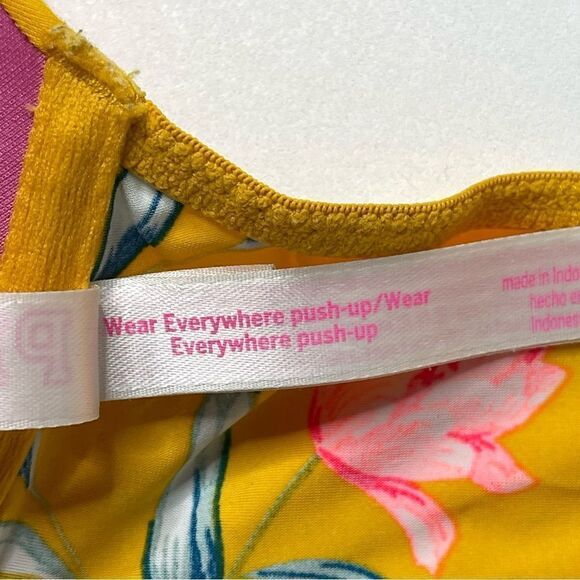 Wear Everywhere push-up/Wear
Everywhere push-up
made in Indo
hecho e
Indones